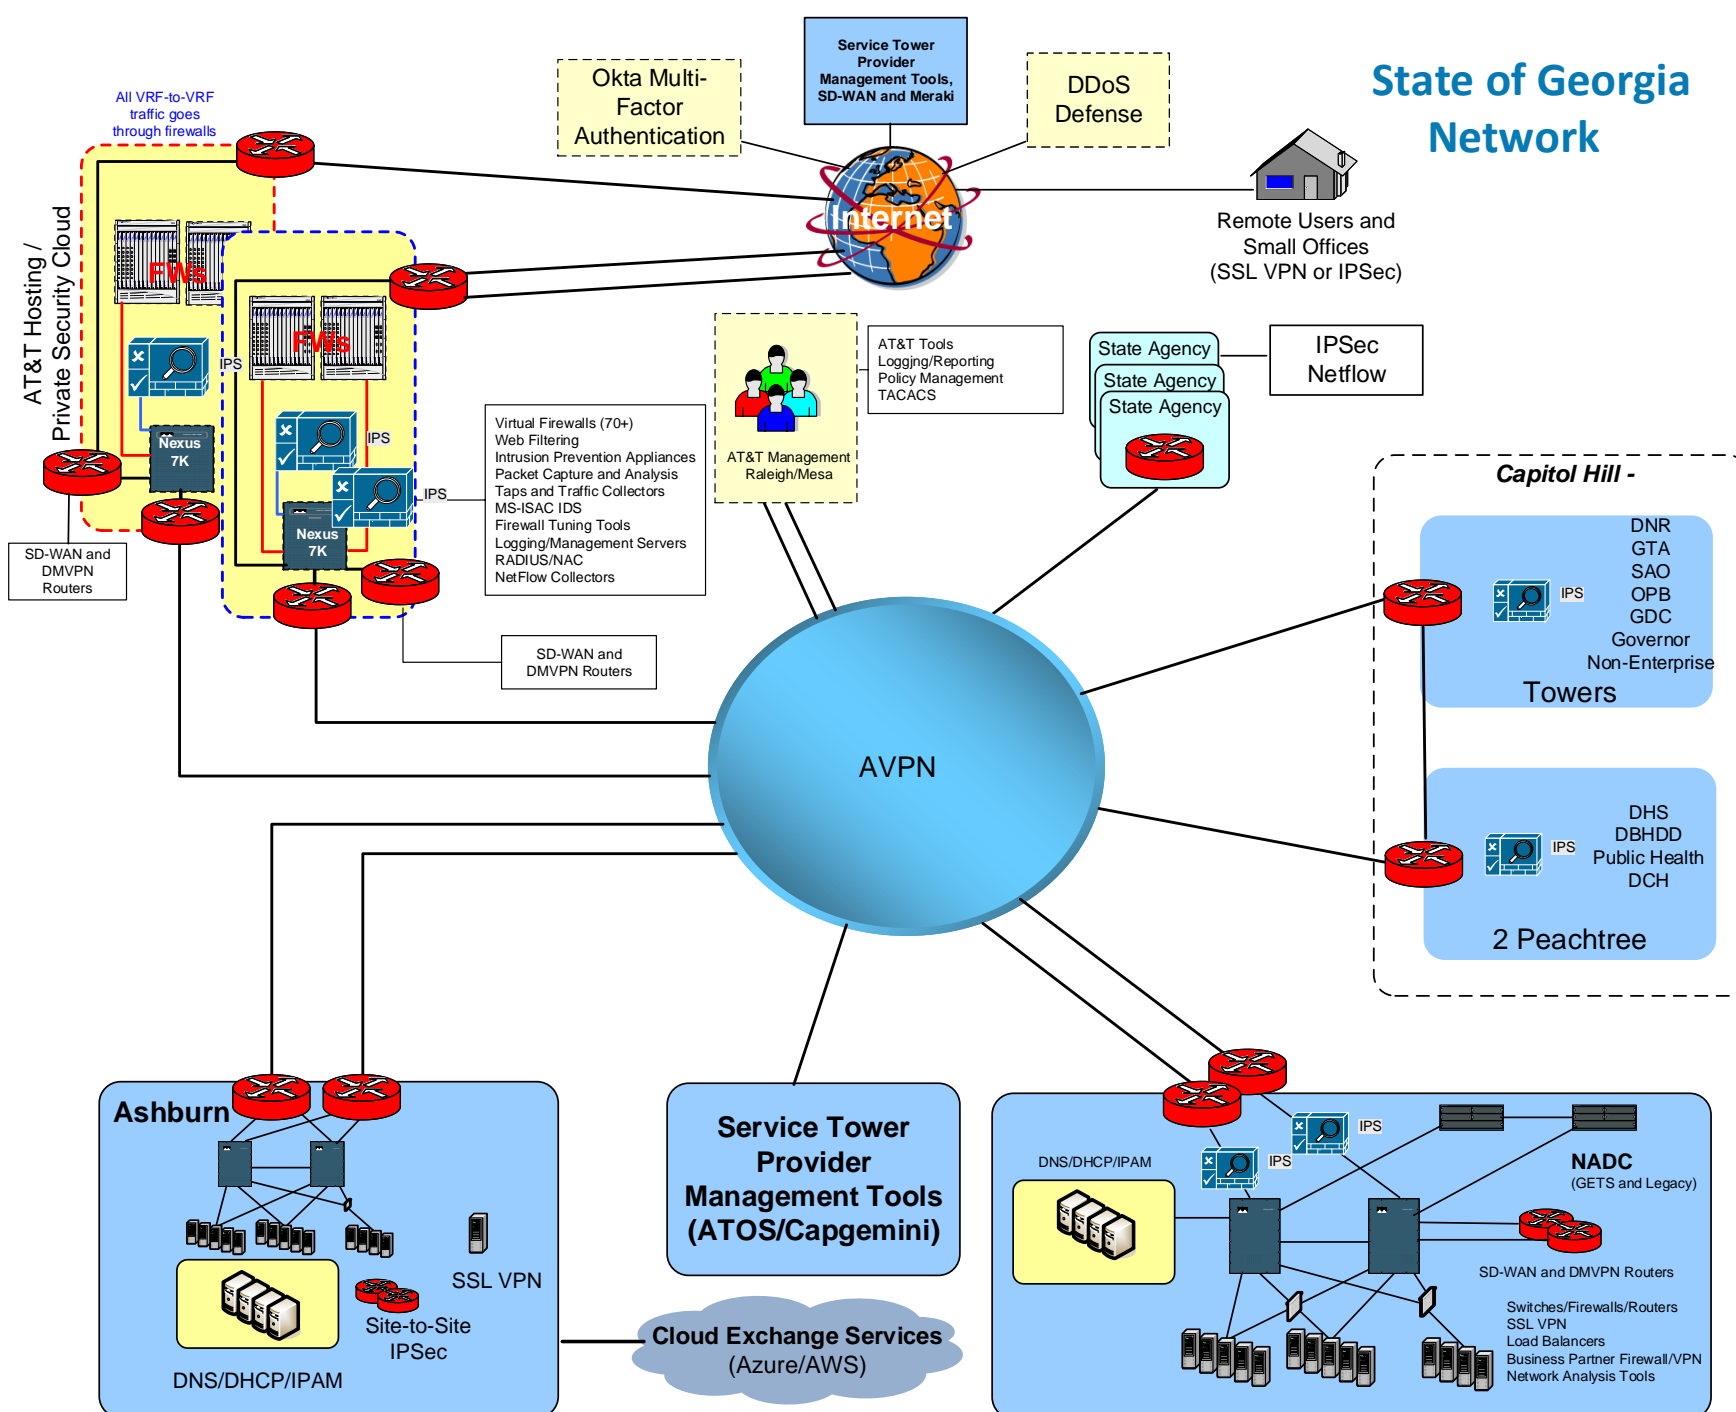 State of Georgia
Network
Service Tower
Provider
Management Tools,
SD-WAN and Meraki
Okta Multi-
Factor
Authentication
DDoS
Defense
Internet
Remote Users and
Small Offices
(SSL VPN or IPSec)
All VRF-to-VRF
traffic goes
through firewalls
AT&T Hosting /
Private Security Cloud
FWs
IPS
Nexus
7K
FWs
IPS
IPS
Nexus
7K
SD-WAN and
DMVPN
Routers
Virtual Firewalls (70+)
Web Filtering
Intrusion Prevention Appliances
Packet Capture and Analysis
Taps and Traffic Collectors
MS-ISAC IDS
Firewall Tuning Tools
Logging/Management Servers
RADIUS/NAC
NetFlow Collectors
SD-WAN and
DMVPN Routers
AT&T Management
Raleigh/Mesa
AT&T Tools
Logging/Reporting
Policy Management
TACACS
State Agency
State Agency
State Agency
IPSec
Netflow
Capitol Hill -
IPS
DNR
GTA
SAO
OPB
GDC
Governor
Non-Enterprise
Towers
IPS
DHS
DBHDD
Public Health
DCH
2 Peachtree
AVPN
Ashburn
SSL VPN
Site-to-Site
IPSec
DNS/DHCP/IPAM
Service Tower
Provider
Management Tools
(ATOS/Capgemini)
Cloud Exchange Services
(Azure/AWS)
IPS
IPS
DNS/DHCP/IPAM
NADC
(GETS and Legacy)
SD-WAN and DMVPN Routers
Switches/Firewalls/Routers
SSL VPN
Load Balancers
Business Partner Firewall/VPN
Network Analysis Tools